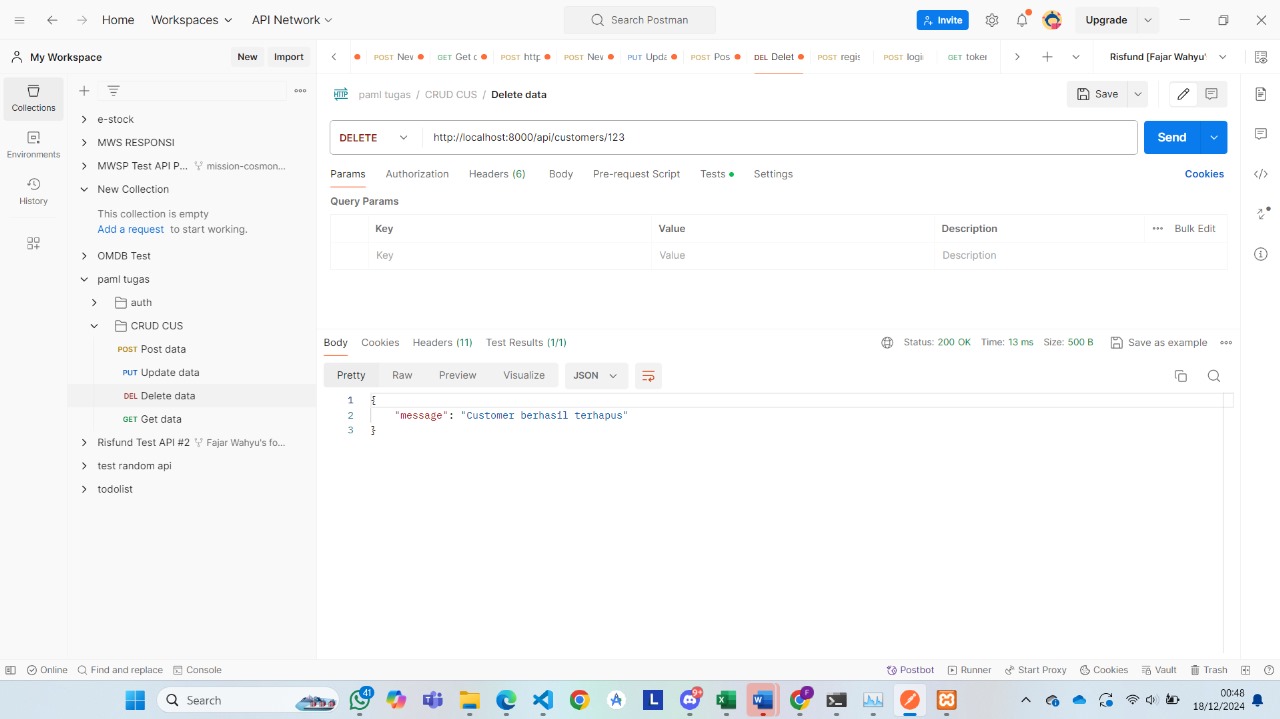 Home Workspaces API Network Search Postman Invite Upgrade
My Workspace New Import POST Nev GET Get c POST http POST Nev PUT Upda POST Pos DEL Delet POST regis POST logi GET token Risfund [Fajar Wahyu'
Collections
Environments
History
e-stock
MWS RESPONSI
MWSP Test API P... mission-cosmon...
New Collection
This collection is empty
Add a request to start working.
OMDB Test
paml tugas
auth
CRUD CUS
POST Post data
PUT Update data
DEL Delete data
GET Get data
Risfund Test API #2 Fajar Wahyu's fo...
test random api
todolist
HTTP paml tugas / CRUD CUS / Delete data Save
DELETE http://localhost:8000/api/customers/123 Send
Params Authorization Headers (6) Body Pre-request Script Tests Settings Cookies
Query Params
Key Value Description Bulk Edit
Key Value Description
Body Cookies Headers (11) Test Results (1/1) Status: 200 OK Time: 13 ms Size: 500 B Save as example
Pretty Raw Preview Visualize JSON
1 {
2 "message": "Customer berhasil terhapus"
3 }
Online Find and replace Console Postbot Runner Start Proxy Cookies Vault Trash
Search 41 9+ F 00:48
18/12/2024